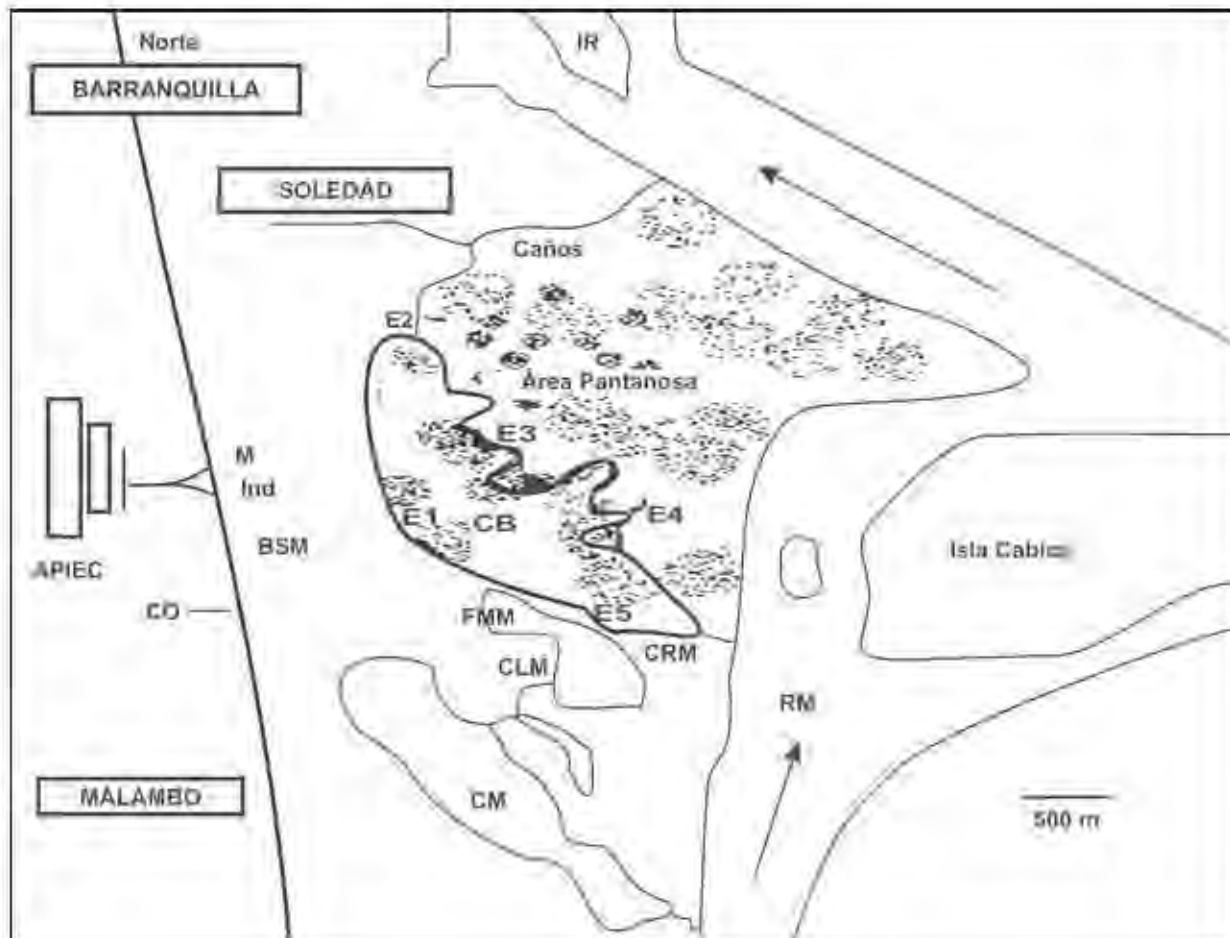 Norte
IR
BARRANQUILLA
SOLEDAD
Caños
E2
Área Pantanosa
E3
M
Ind
E1
CB
E4
BSM
Isla Cabica
APIEC
CO
FMM
E5
CRM
CLM
RM
MALAMBO
CM
500 m